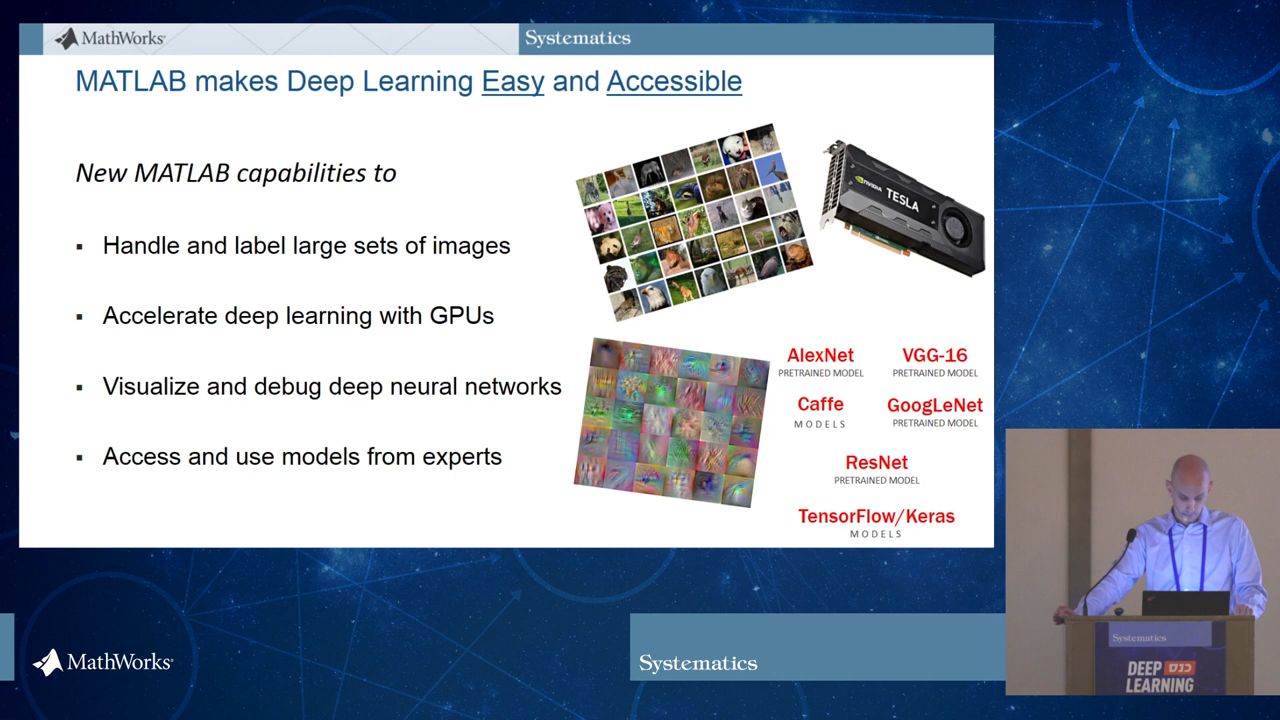 MathWorks®
Systematics
MATLAB makes Deep Learning Easy and Accessible
New MATLAB capabilities to
▪ Handle and label large sets of images
▪ Accelerate deep learning with GPUs
▪ Visualize and debug deep neural networks
▪ Access and use models from experts
NVIDIA TESLA
AlexNet
PRETRAINED MODEL
VGG-16
PRETRAINED MODEL
Caffe
MODELS
GoogLeNet
PRETRAINED MODEL
ResNet
PRETRAINED MODEL
TensorFlow/Keras
MODELS
Systematics
DEEP כנס
LEARNING
MathWorks®
Systematics